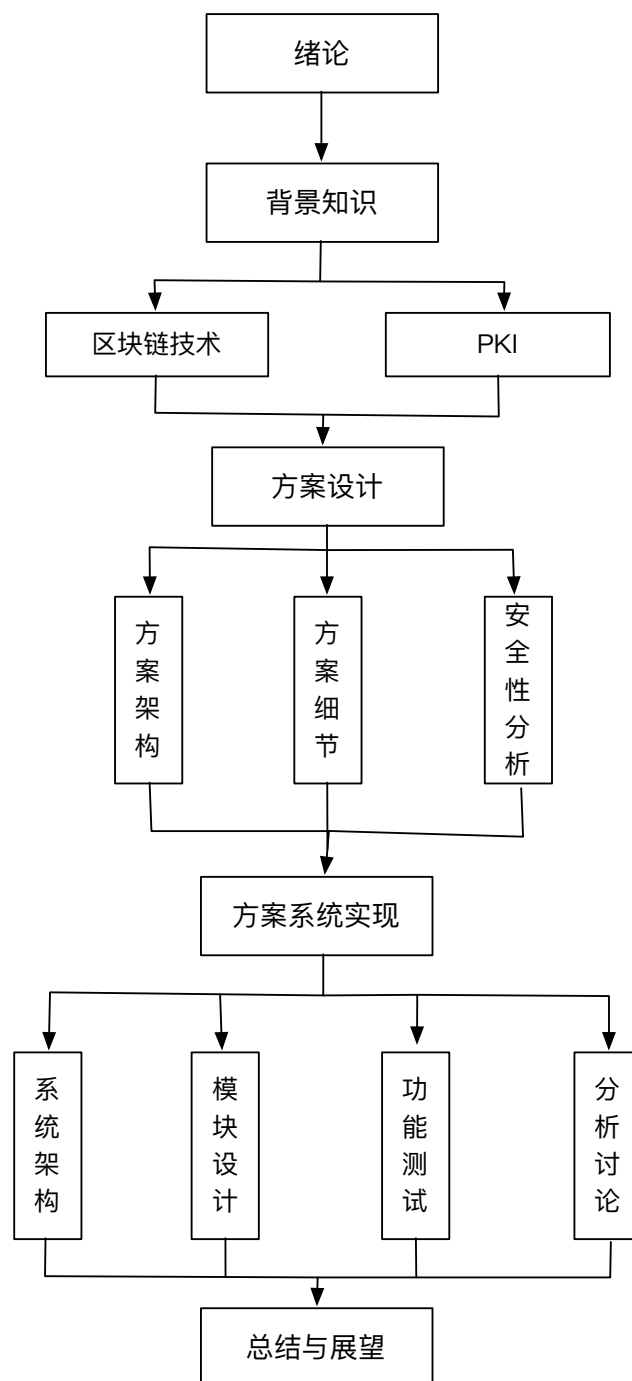 绪论
背景知识
区块链技术
PKI
方案设计
方案架构
方案细节
安全性分析
方案系统实现
系统架构
模块设计
功能测试
分析讨论
总结与展望